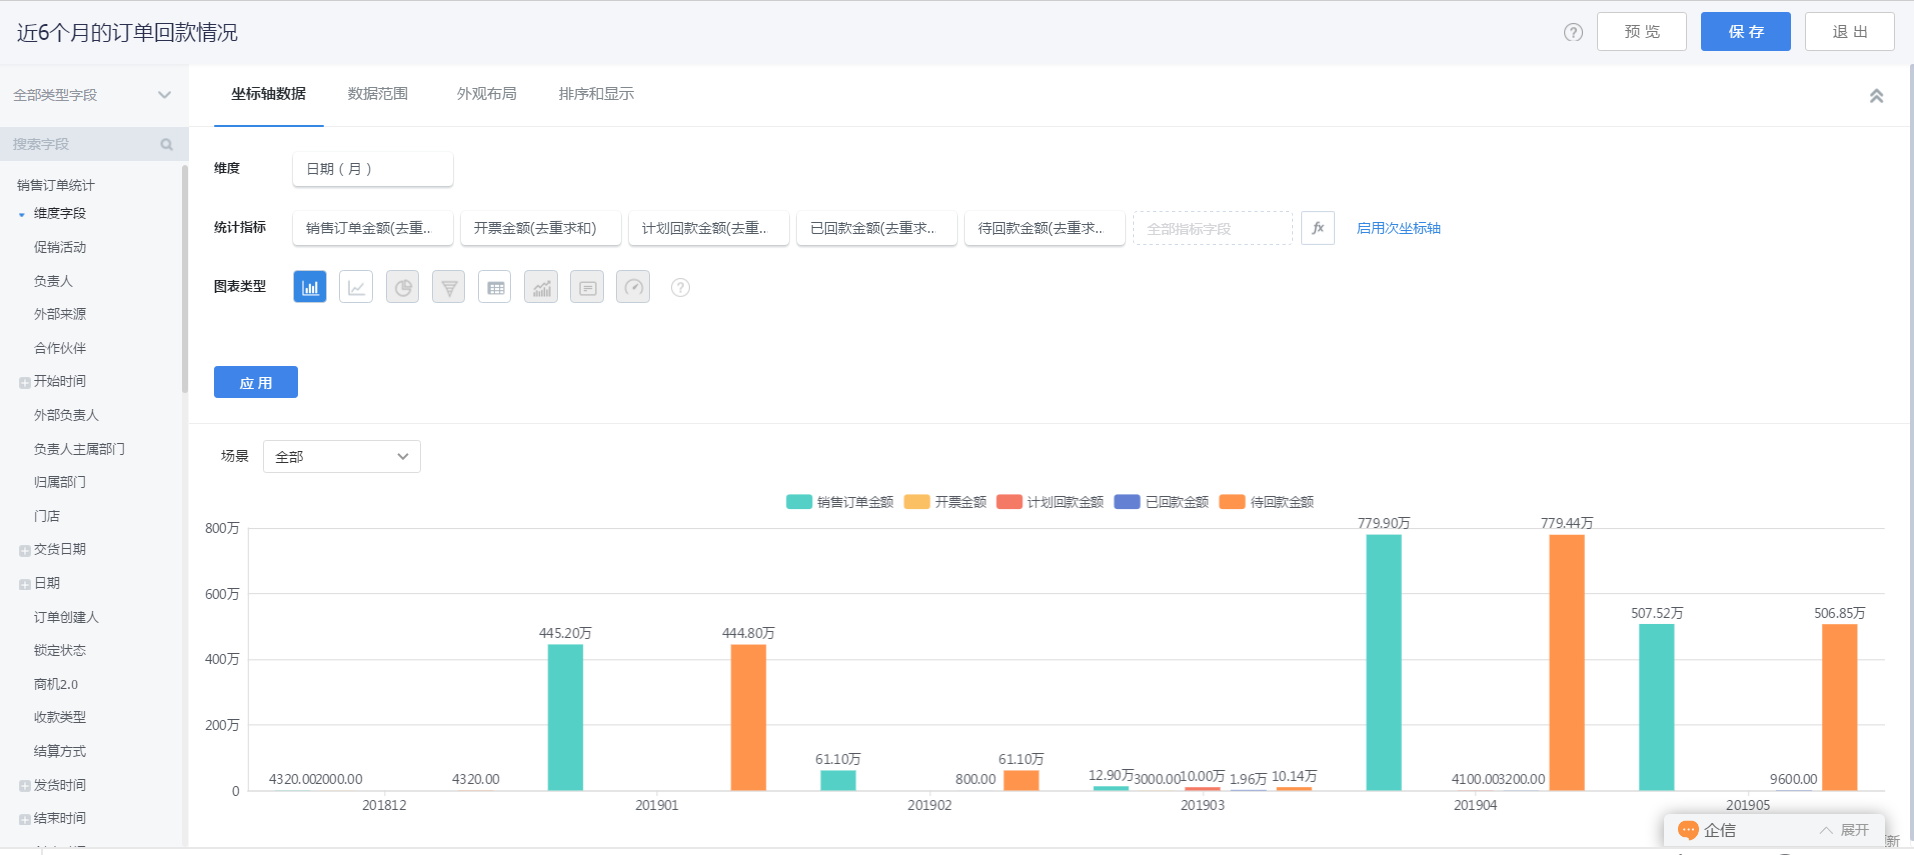 近6个月的订单回款情况
预览
保存
退出
全部类型字段
搜索字段
销售订单统计
维度字段
促销活动
负责人
外部来源
合作伙伴
开始时间
外部负责人
负责人主属部门
归属部门
门店
交货日期
日期
订单创建人
锁定状态
商机2.0
收款类型
结算方式
发货时间
结束时间
坐标轴数据 数据范围 外观布局 排序和显示
维度 日期（月）
统计指标 销售订单金额(去重.. 开票金额(去重求和) 计划回款金额(去重.. 已回款金额(去重求.. 待回款金额(去重求.. 全部指标字段 fx 启用次坐标轴
图表类型
应用
场景 全部
销售订单金额 开票金额 计划回款金额 已回款金额 待回款金额
800万
600万
400万
200万
0
4320.00 2000.00 4320.00
445.20万 444.80万
61.10万 800.00 61.10万
12.90万 3000.00 10.00万 1.96万 10.14万
779.90万 4100.00 3200.00 779.44万
507.52万 9600.00 506.85万
201812 201901 201902 201903 201904 201905
企信 展开
新